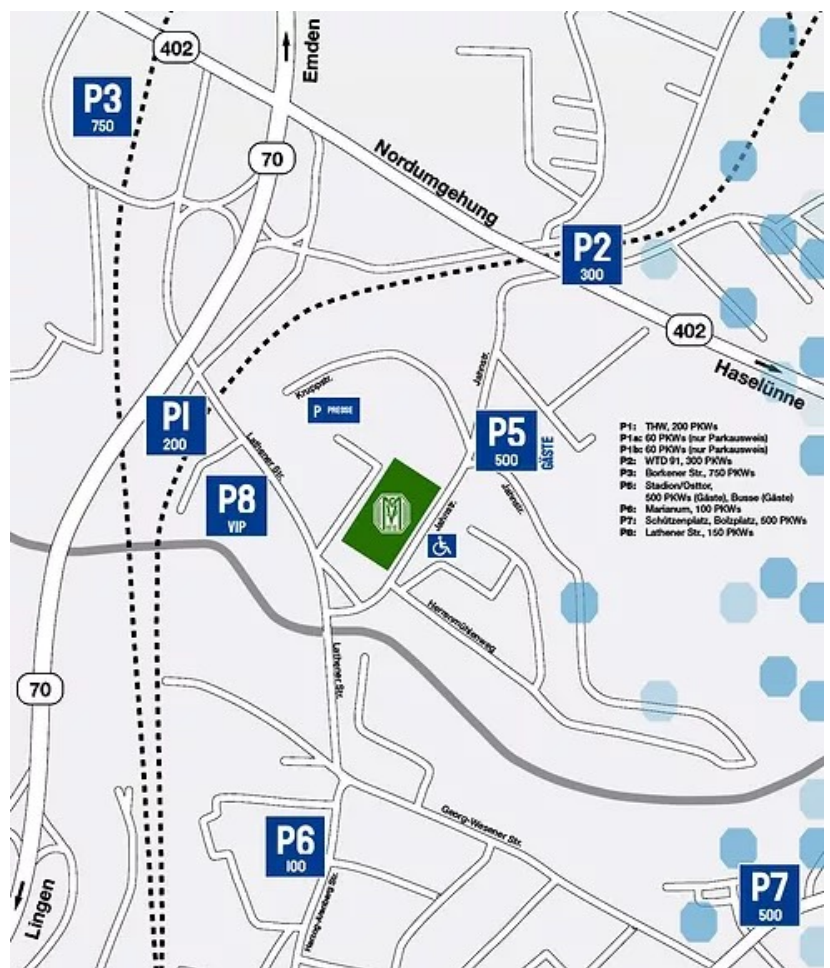 402
Emden
P3
750
70
Nordumgehung
P2
300
402
Haselünne
Jahnstr.
Kruppstr.
P PRESSE
P1
200
Lathener Str.
P5
500
GÄSTE
P8
VIP
Jahnstr.
Jahnstr.
P1: THW, 200 PKWs
P1a: 60 PKWs (nur Parkausweis)
P1b: 60 PKWs (nur Parkausweis)
P2: WTD 91, 300 PKWs
P3: Borkener Str., 750 PKWs
P5: Stadion/Osttor,
500 PKWs (Gäste), Busse (Gäste)
P6: Marianum, 100 PKWs
P7: Schützenplatz, Bolzplatz, 500 PKWs
P8: Lathener Str., 150 PKWs
Herrenmühlenweg
Lathener Str.
70
Georg-Wesener Str.
P6
100
Herzog-Arenberg Str.
P7
500
Lingen